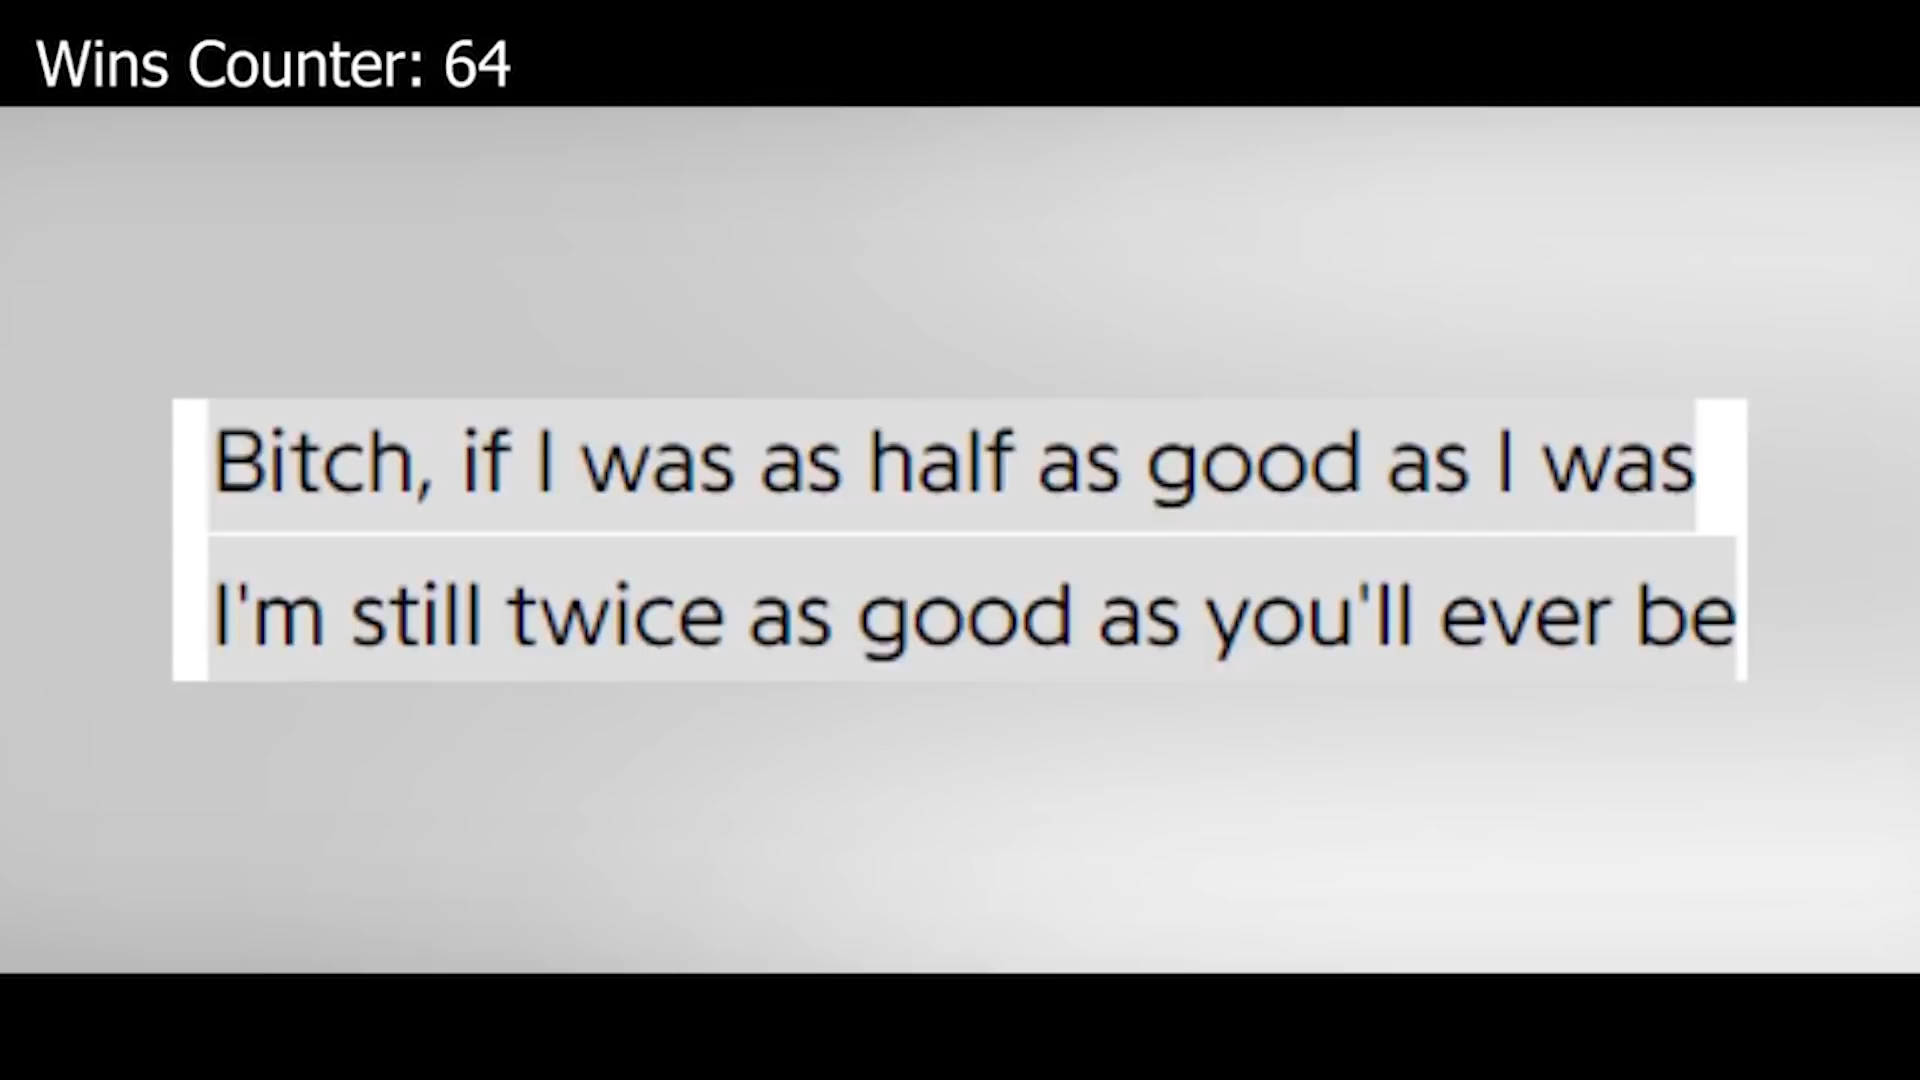 Wins Counter: 64
Bitch, if I was as half as good as I was
I'm still twice as good as you'll ever be